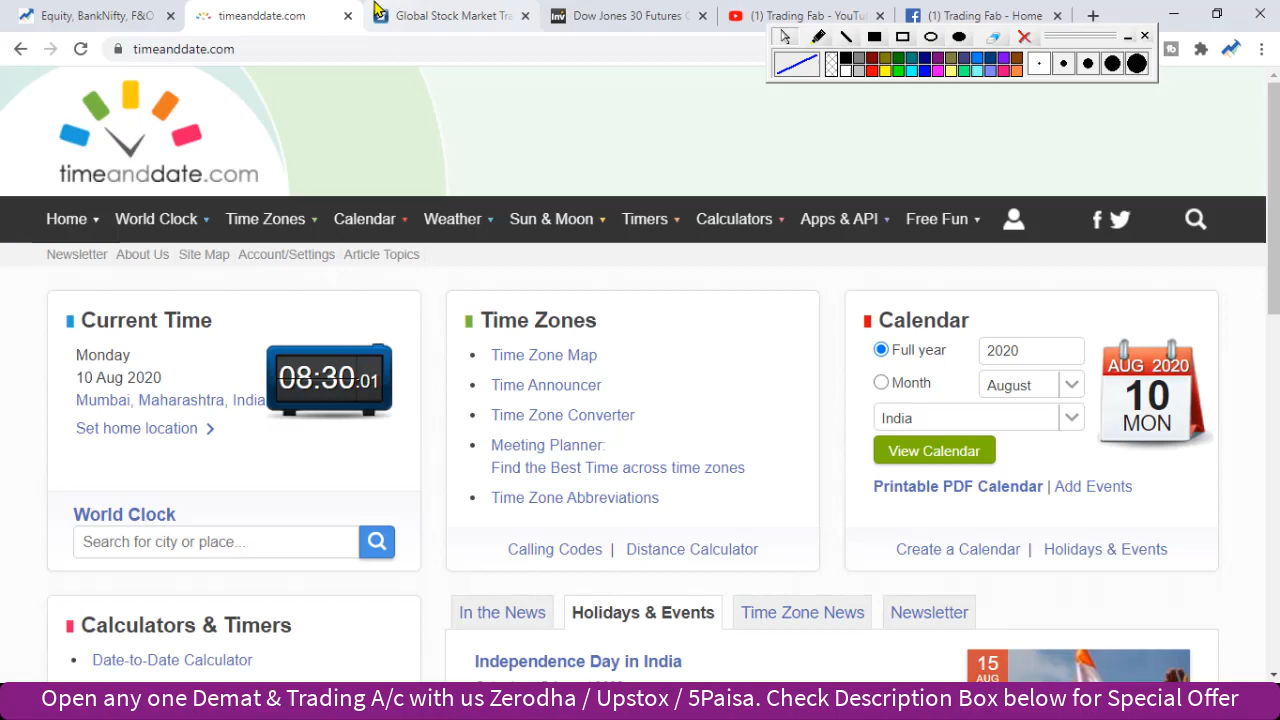 Equity, BankNifty, F&O
timeanddate.com
Global Stock Market Tra
Dow Jones 30 Futures C
(1) Trading Fab - YouTu
(1) Trading Fab - Home
timeanddate.com
timeanddate.com
Home
World Clock
Time Zones
Calendar
Weather
Sun & Moon
Timers
Calculators
Apps & API
Free Fun
Newsletter
About Us
Site Map
Account/Settings
Article Topics
Current Time
Monday
10 Aug 2020
Mumbai, Maharashtra, India
Set home location
08:30:01
World Clock
Search for city or place...
Time Zones
Time Zone Map
Time Announcer
Time Zone Converter
Meeting Planner:
Find the Best Time across time zones
Time Zone Abbreviations
Calling Codes | Distance Calculator
Calendar
Full year
2020
Month
August
India
View Calendar
AUG 2020
10
MON
Printable PDF Calendar | Add Events
Create a Calendar | Holidays & Events
Calculators & Timers
Date-to-Date Calculator
In the News
Holidays & Events
Time Zone News
Newsletter
Independence Day in India
15
AUG
Open any one Demat & Trading A/c with us Zerodha / Upstox / 5Paisa. Check Description Box below for Special Offer